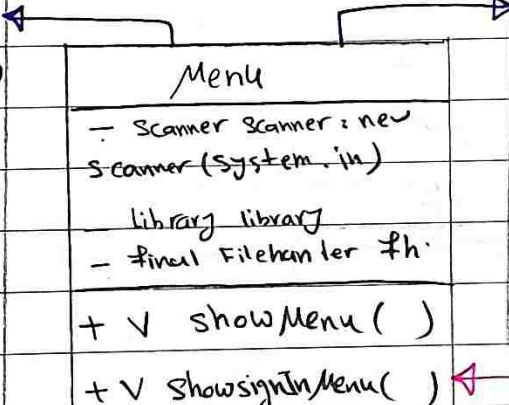 Menu
- Scanner Scanner: new
Scanner (System.in)
library library
- final Filehanler fh.
+ V showMenu( )
+ V ShowsignInMenu( )